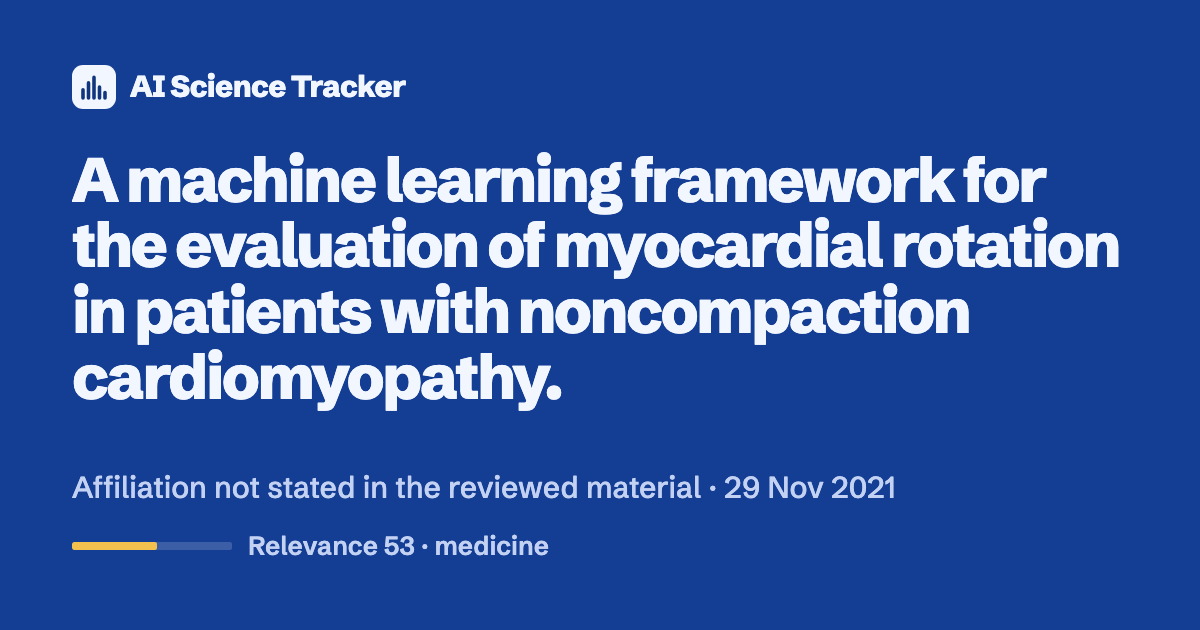 AI Science Tracker
A machine learning framework for
the evaluation of myocardial rotation
in patients with noncompaction
cardiomyopathy.
Affiliation not stated in the reviewed material · 29 Nov 2021
Relevance 53 · medicine